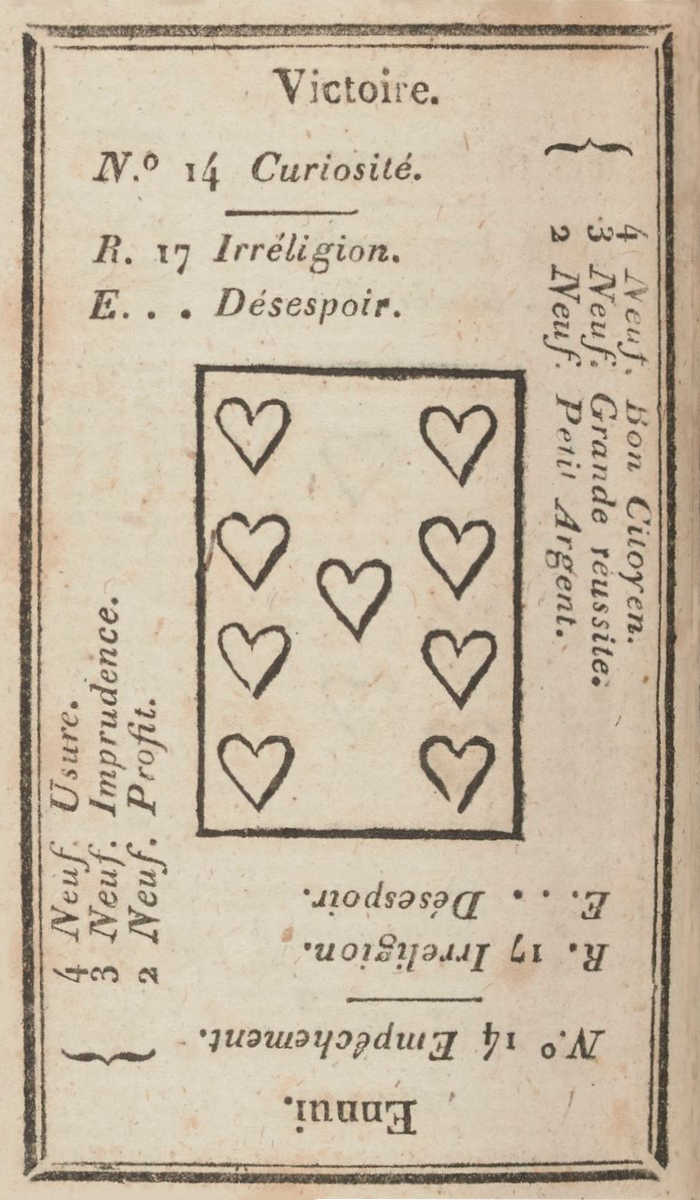 Victoire.
N.º 14 Curiosité.
R. 17 Irréligion.
E. . . Désespoir.
4 Neuf. Bon Citoyen.
3 Neuf. Grande réussite.
2 Neuf. Petit Argent.
4 Neuf. Usure.
3 Neuf. Imprudence.
2 Neuf. Profit.
Ennui.
N.º 14 Empêchement.
R. 17 Irreligion.
E. . . Désespoir.